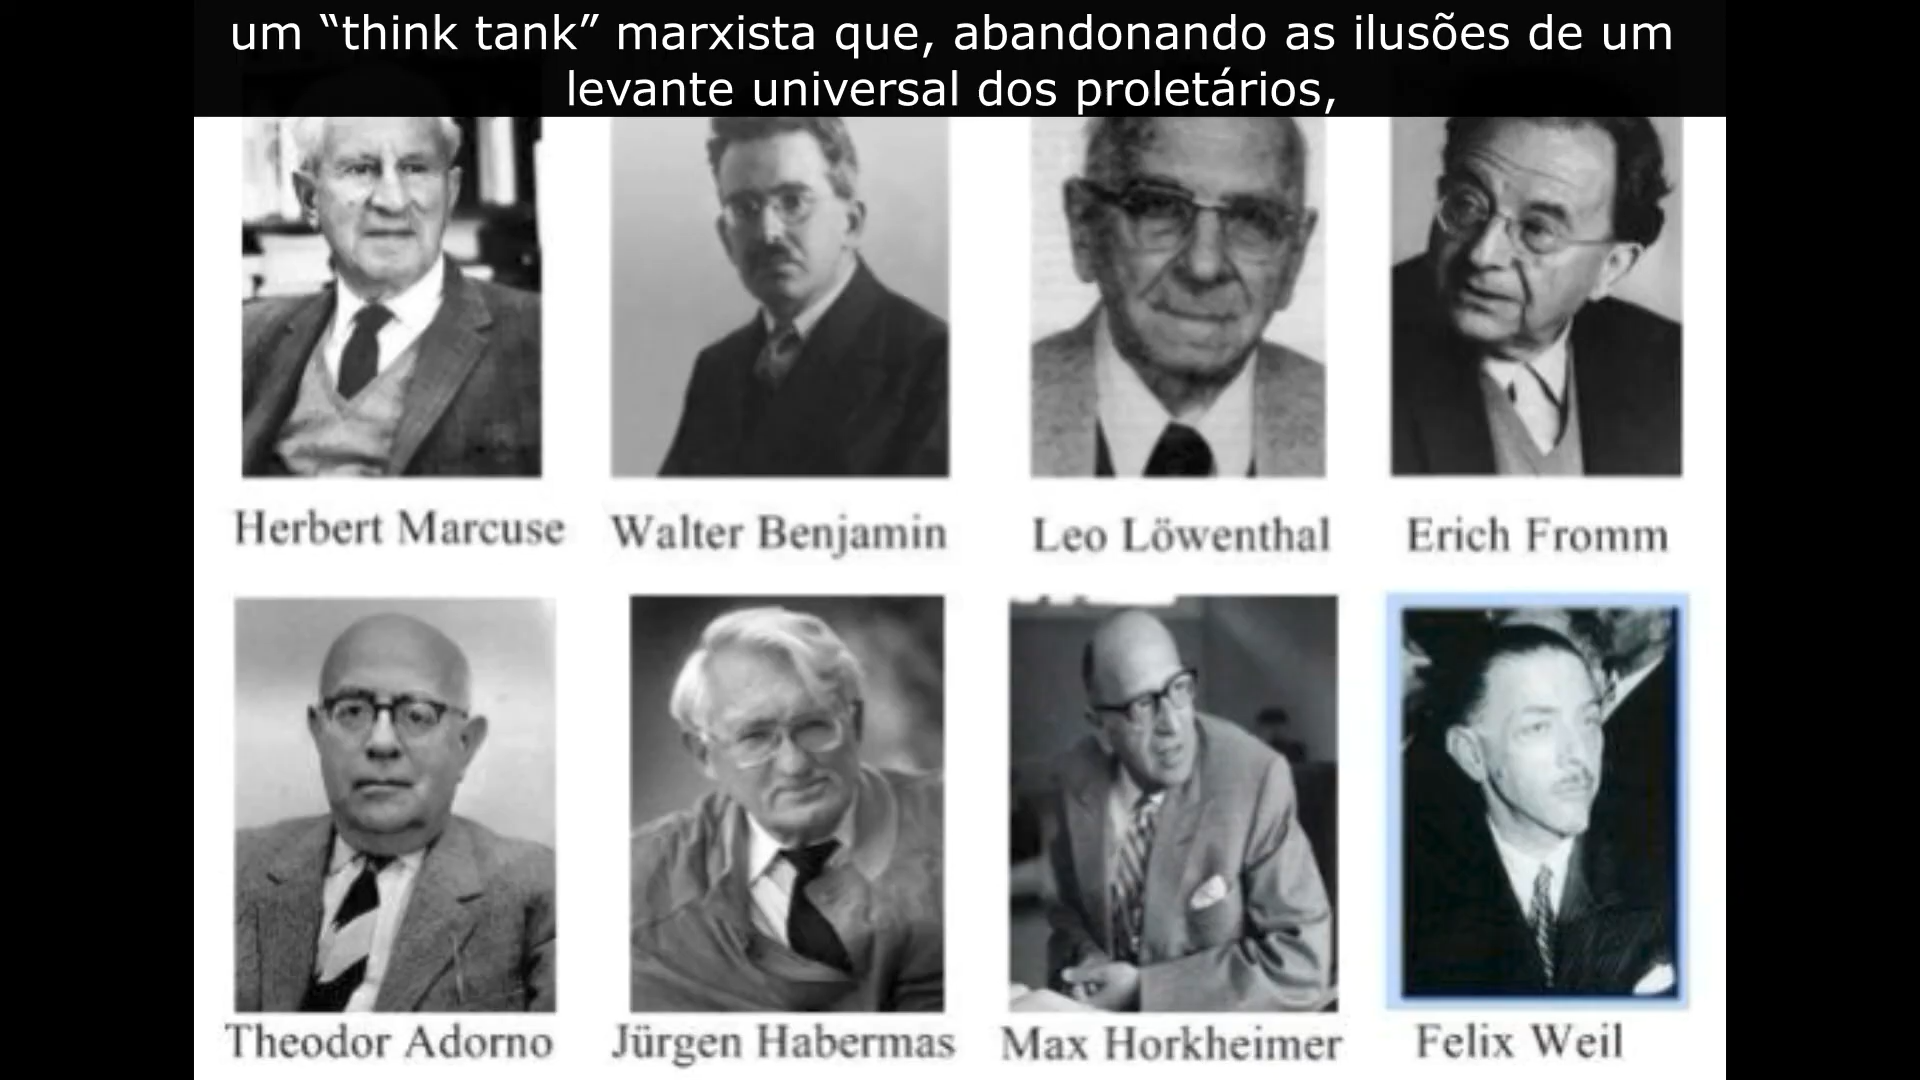 um “think tank” marxista que, abandonando as ilusões de um
levante universal dos proletários,
Herbert Marcuse
Walter Benjamin
Leo Löwenthal
Erich Fromm
Theodor Adorno
Jürgen Habermas
Max Horkheimer
Felix Weil